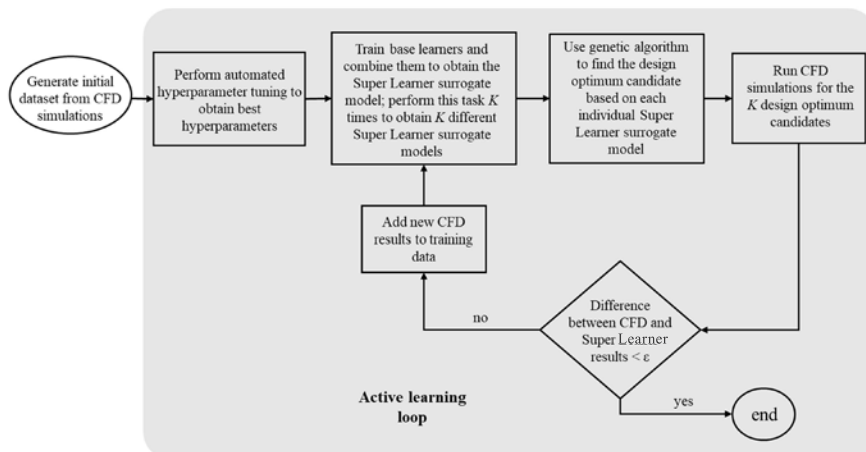 Generate initial
dataset from CFD
simulations
Perform automated
hyperparameter tuning to
obtain best
hyperparameters
Train base learners and
combine them to obtain the
Super Learner surrogate
model; perform this task K
times to obtain K different
Super Learner surrogate
models
Use genetic algorithm
to find the design
optimum candidate
based on each
individual Super
Learner surrogate
model
Run CFD
simulations for the
K design optimum
candidates
Add new CFD
results to training
data
Difference
between CFD and
Super Learner
results < ε
no
yes
end
Active learning
loop